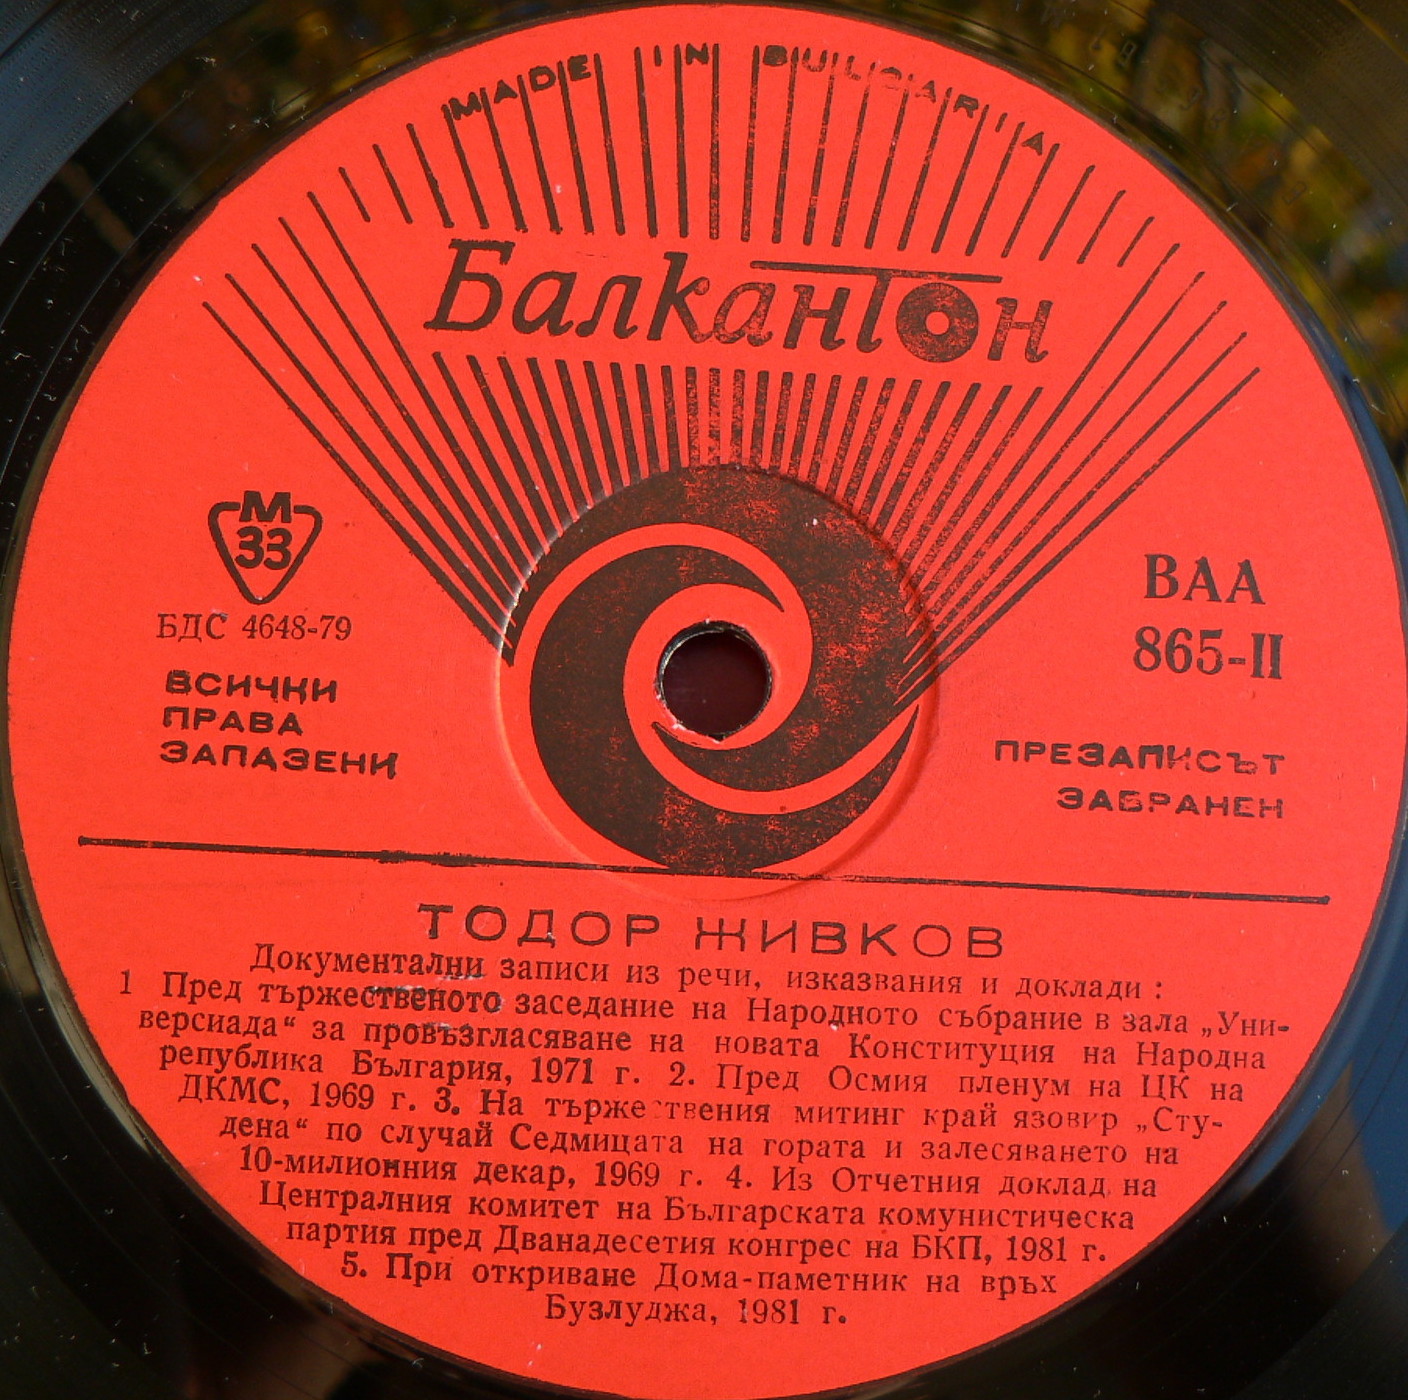 MADE IN BULGARIA
Балкантон
М
33
БДС 4648-79
ВСИЧКИ
ПРАВА
ЗАПАЗЕНИ
ВАА
865-II
ПРЕЗАПИСЪТ
ЗАБРАНЕН
ТОДОР ЖИВКОВ
Документални записи из речи, изказвания и доклади :
1 Пред тържественото заседание на Народното събрание в зала „Уни-
версиада“ за провъзгласяване на новата Конституция на Народна
република България, 1971 г. 2. Пред Осмия пленум на ЦК на
ДКМС, 1969 г. 3. На тържествения митинг край язовир „Сту-
дена“ по случай Седмицата на гората и залесяването на
10-милионния декар, 1969 г. 4. Из Отчетния доклад на
Централния комитет на Българската комунистическа
партия пред Дванадесетия конгрес на БКП, 1981 г.
5. При откриване Дома-паметник на връх
Бузлуджа, 1981 г.